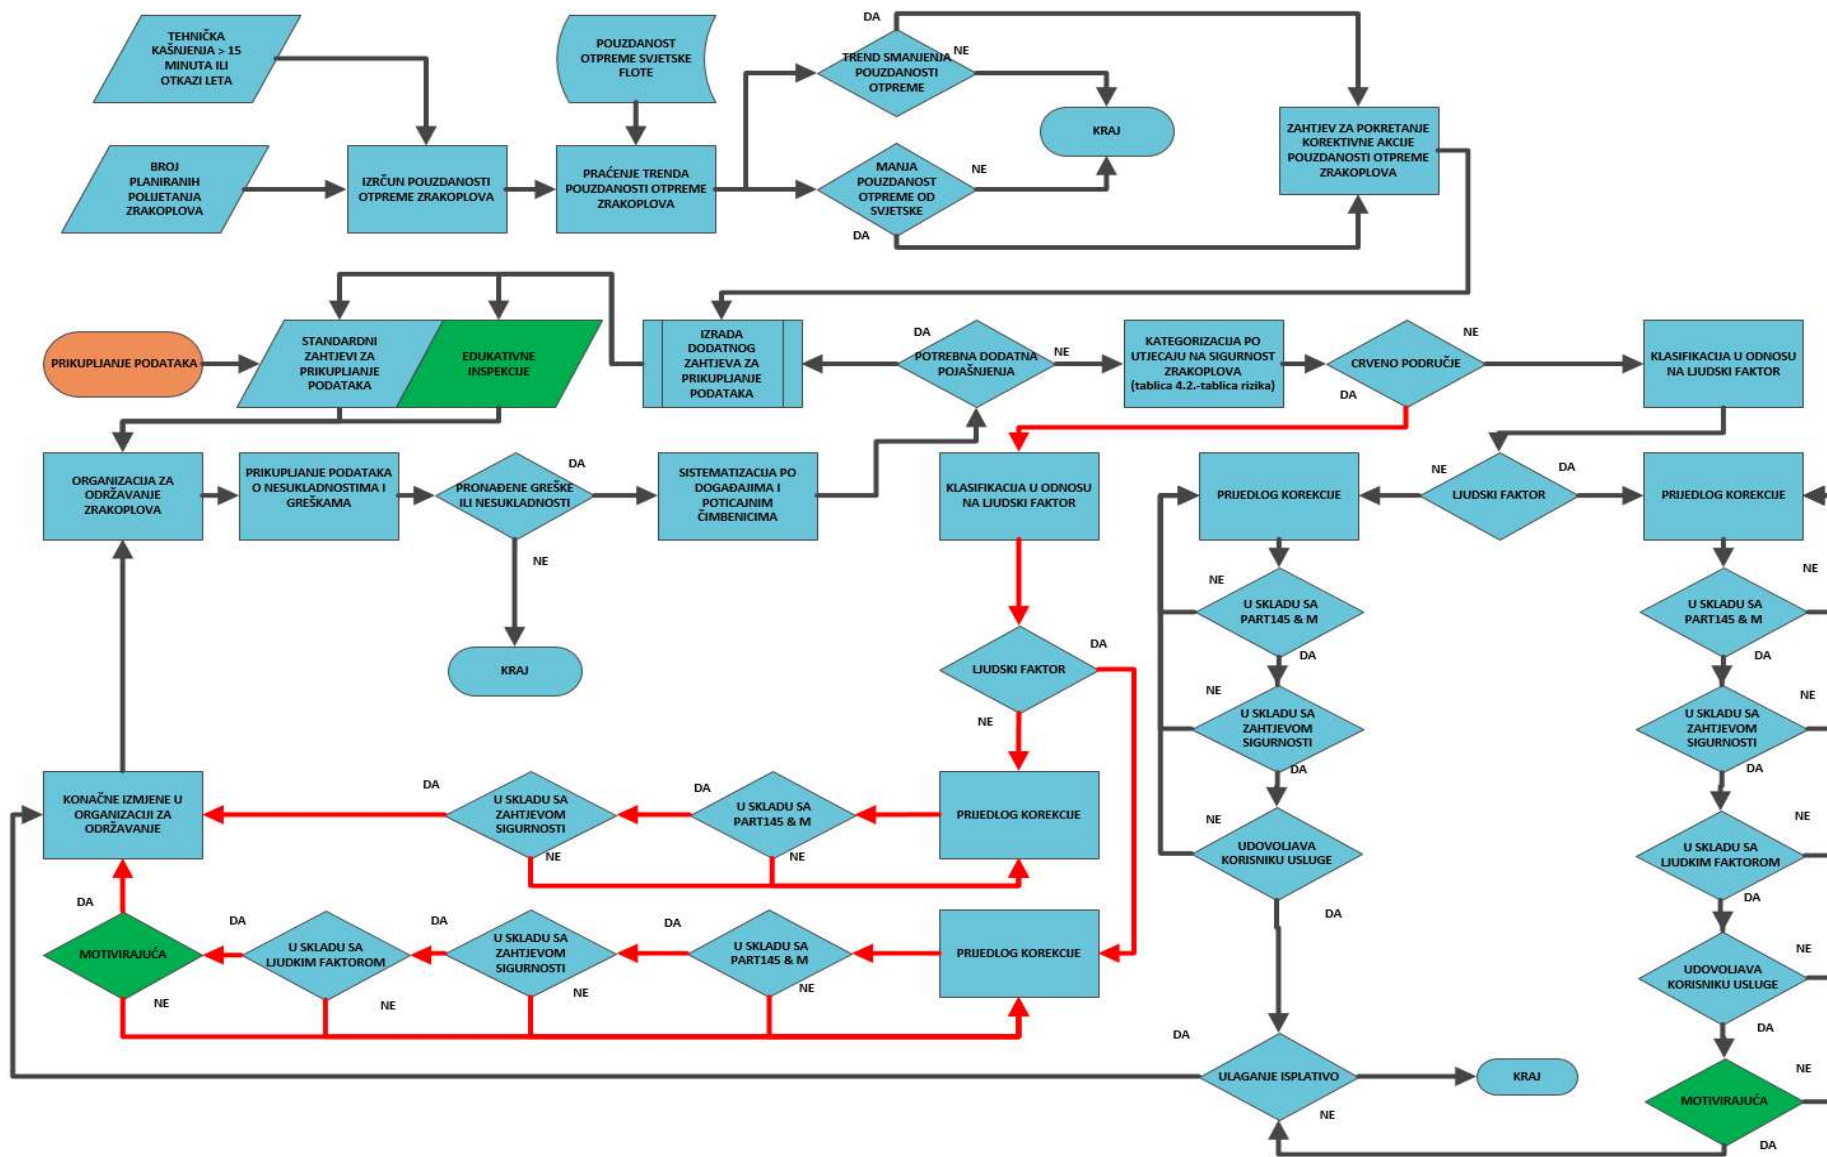 TEHNIČKA
KAŠNJENJA > 15
MINUTA ILI
OTKAZI LETA
POUZDANOST
OTPREME SVJETSKE
FLOTE
DA
TREND SMANJENJA
POUZDANOSTI
OTPREME
NE
KRAJ
ZAHTJEV ZA POKRETANJE
KOREKTIVNE AKCIJE
POUZDANOSTI OTPREME
ZRAKOPLOVA
BROJ
PLANIRANIH
POLIJETANJA
ZRAKOPLOVA
IZRČUN POUZDANOSTI
OTPREME ZRAKOPLOVA
PRAĆENJE TRENDA
POUZDANOSTI OTPREME
ZRAKOPLOVA
MANJA
POUZDANOST
OTPREME OD
SVJETSKE
NE
DA
DA
PRIKUPLJANJE PODATAKA
STANDARDNI
ZAHTJEVI ZA
PRIKUPLJANJE
PODATAKA
EDUKATIVNE
INSPEKCIJE
IZRADA
DODATNOG
ZAHTJEVA ZA
PRIKUPLJANJE
PODATAKA
DA
POTREBNA DODATNA
POJAŠNJENJA
NE
KATEGORIZACIJA PO
UTJECAJU NA SIGURNOST
ZRAKOPLOVA
(tablica 4.2.-tablica rizika)
CRVENO PODRUČJE
NE
DA
KLASIFIKACIJA U ODNOSU
NA LJUDSKI FAKTOR
ORGANIZACIJA ZA
ODRŽAVANJE
ZRAKOPLOVA
PRIKUPLJANJE PODATAKA
O NESUKLADNOSTIMA I
GREŠKAMA
PRONAĐENE GREŠKE
ILI NESUKLADNOSTI
DA
NE
SISTEMATIZACIJA PO
DOGAĐAJIMA I
POTICAJNIM
ČIMBENICIMA
KLASIFIKACIJA U ODNOSU
NA LJUDSKI FAKTOR
PRIJEDLOG KOREKCIJE
NE
LJUDSKI FAKTOR
DA
PRIJEDLOG KOREKCIJE
KRAJ
LJUDSKI FAKTOR
DA
NE
NE
U SKLADU SA
PART145 & M
DA
NE
U SKLADU SA
ZAHTJEVOM
SIGURNOSTI
DA
NE
UDOVOLJAVA
KORISNIKU USLUGE
DA
NE
U SKLADU SA
PART145 & M
DA
NE
U SKLADU SA
ZAHTJEVOM
SIGURNOSTI
DA
NE
U SKLADU SA
LJUDKIM FAKTOROM
DA
NE
UDOVOLJAVA
KORISNIKU USLUGE
DA
NE
MOTIVIRAJUĆA
DA
KONAČNE IZMJENE U
ORGANIZACIJI ZA
ODRŽAVANJE
DA
U SKLADU SA
ZAHTJEVOM
SIGURNOSTI
NE
DA
U SKLADU SA
PART145 & M
NE
PRIJEDLOG KOREKCIJE
DA
MOTIVIRAJUĆA
NE
DA
U SKLADU SA
LJUDKIM FAKTOROM
NE
DA
U SKLADU SA
ZAHTJEVOM
SIGURNOSTI
NE
DA
U SKLADU SA
PART145 & M
NE
PRIJEDLOG KOREKCIJE
DA
ULAGANJE ISPLATIVO
NE
KRAJ